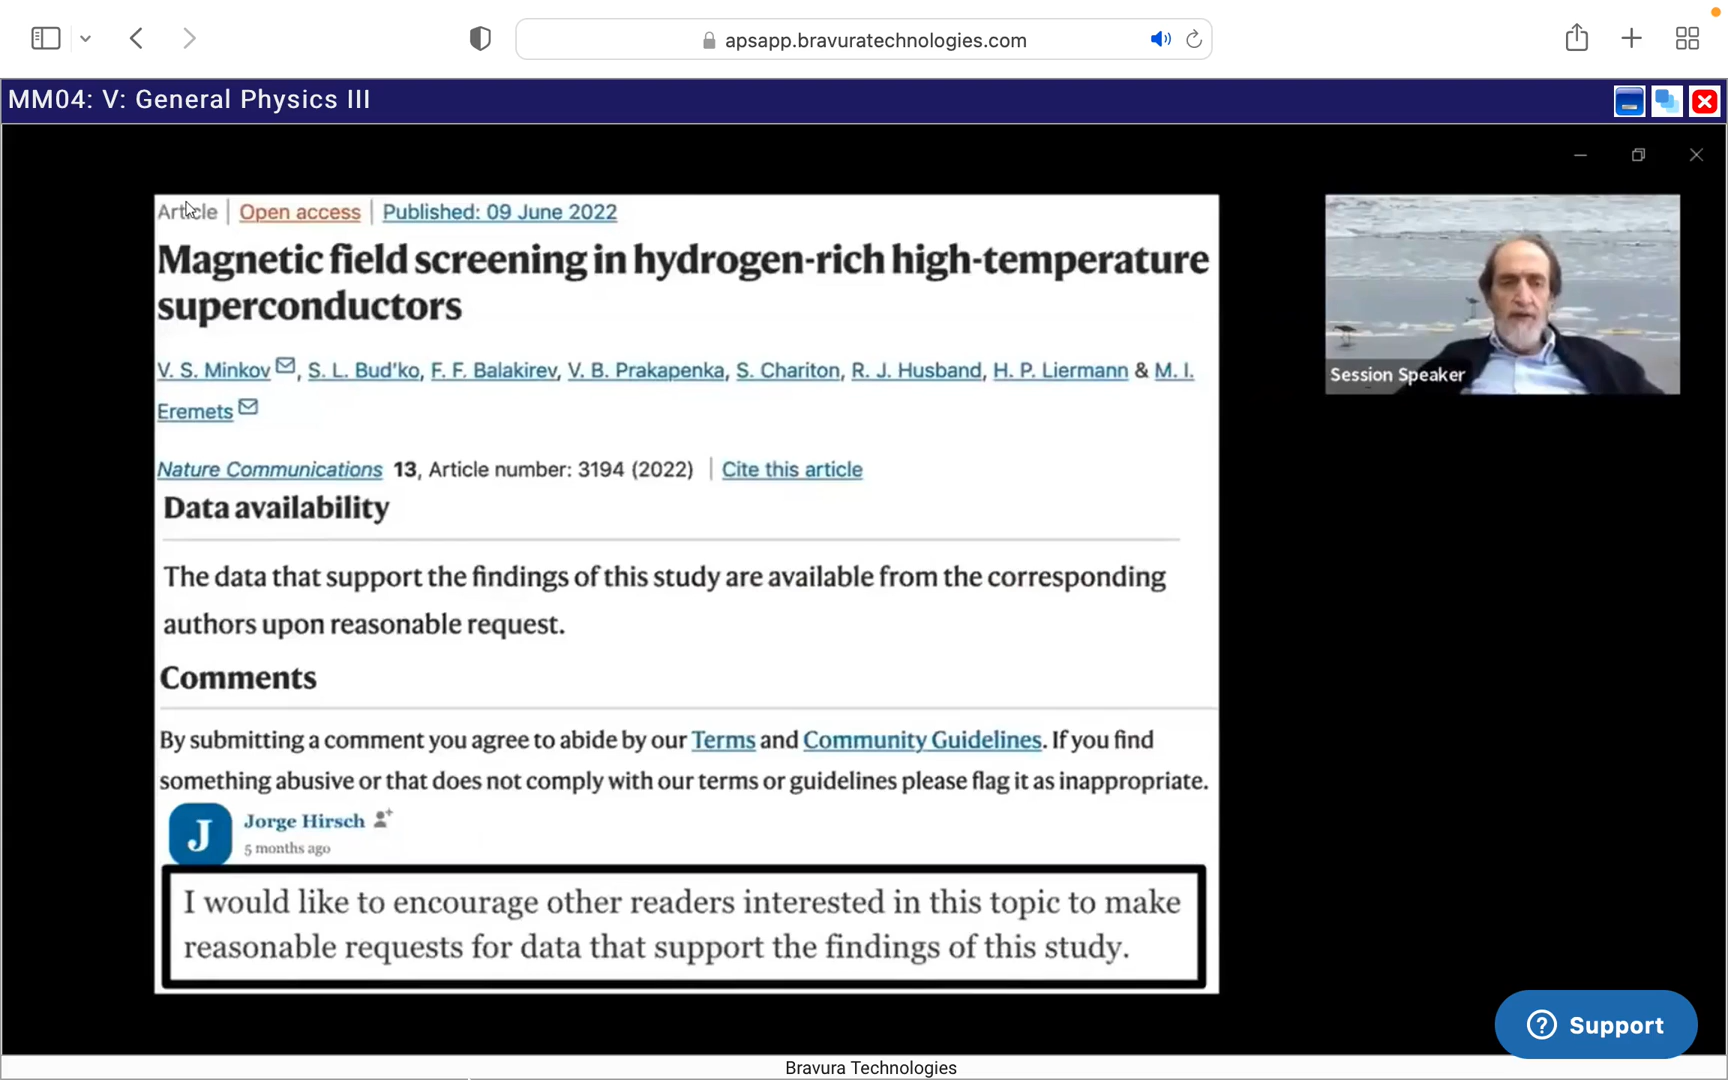 apsapp.bravuratechnologies.com
MM04: V: General Physics III
Article | Open access | Published: 09 June 2022
Magnetic field screening in hydrogen-rich high-temperature
superconductors
V. S. Minkov, S. L. Bud'ko, F. F. Balakirev, V. B. Prakapenka, S. Chariton, R. J. Husband, H. P. Liermann & M. I.
Eremets
Session Speaker
Nature Communications 13, Article number: 3194 (2022) | Cite this article
Data availability
The data that support the findings of this study are available from the corresponding
authors upon reasonable request.
Comments
By submitting a comment you agree to abide by our Terms and Community Guidelines. If you find
something abusive or that does not comply with our terms or guidelines please flag it as inappropriate.
J
Jorge Hirsch
5 months ago
I would like to encourage other readers interested in this topic to make
reasonable requests for data that support the findings of this study.
? Support
Bravura Technologies